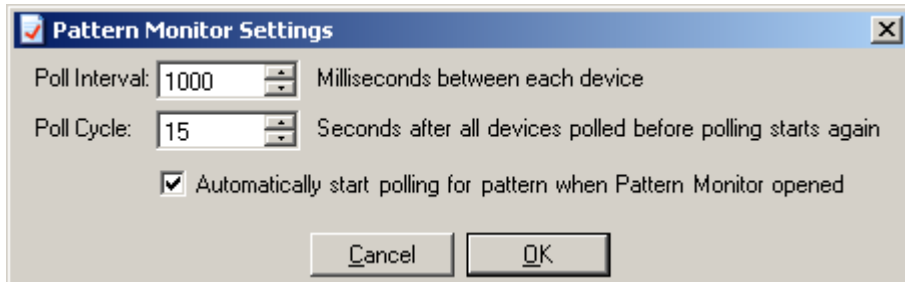 Pattern Monitor Settings
Poll Interval: 1000 Milliseconds between each device
Poll Cycle: 15 Seconds after all devices polled before polling starts again
Automatically start polling for pattern when Pattern Monitor opened
Cancel OK